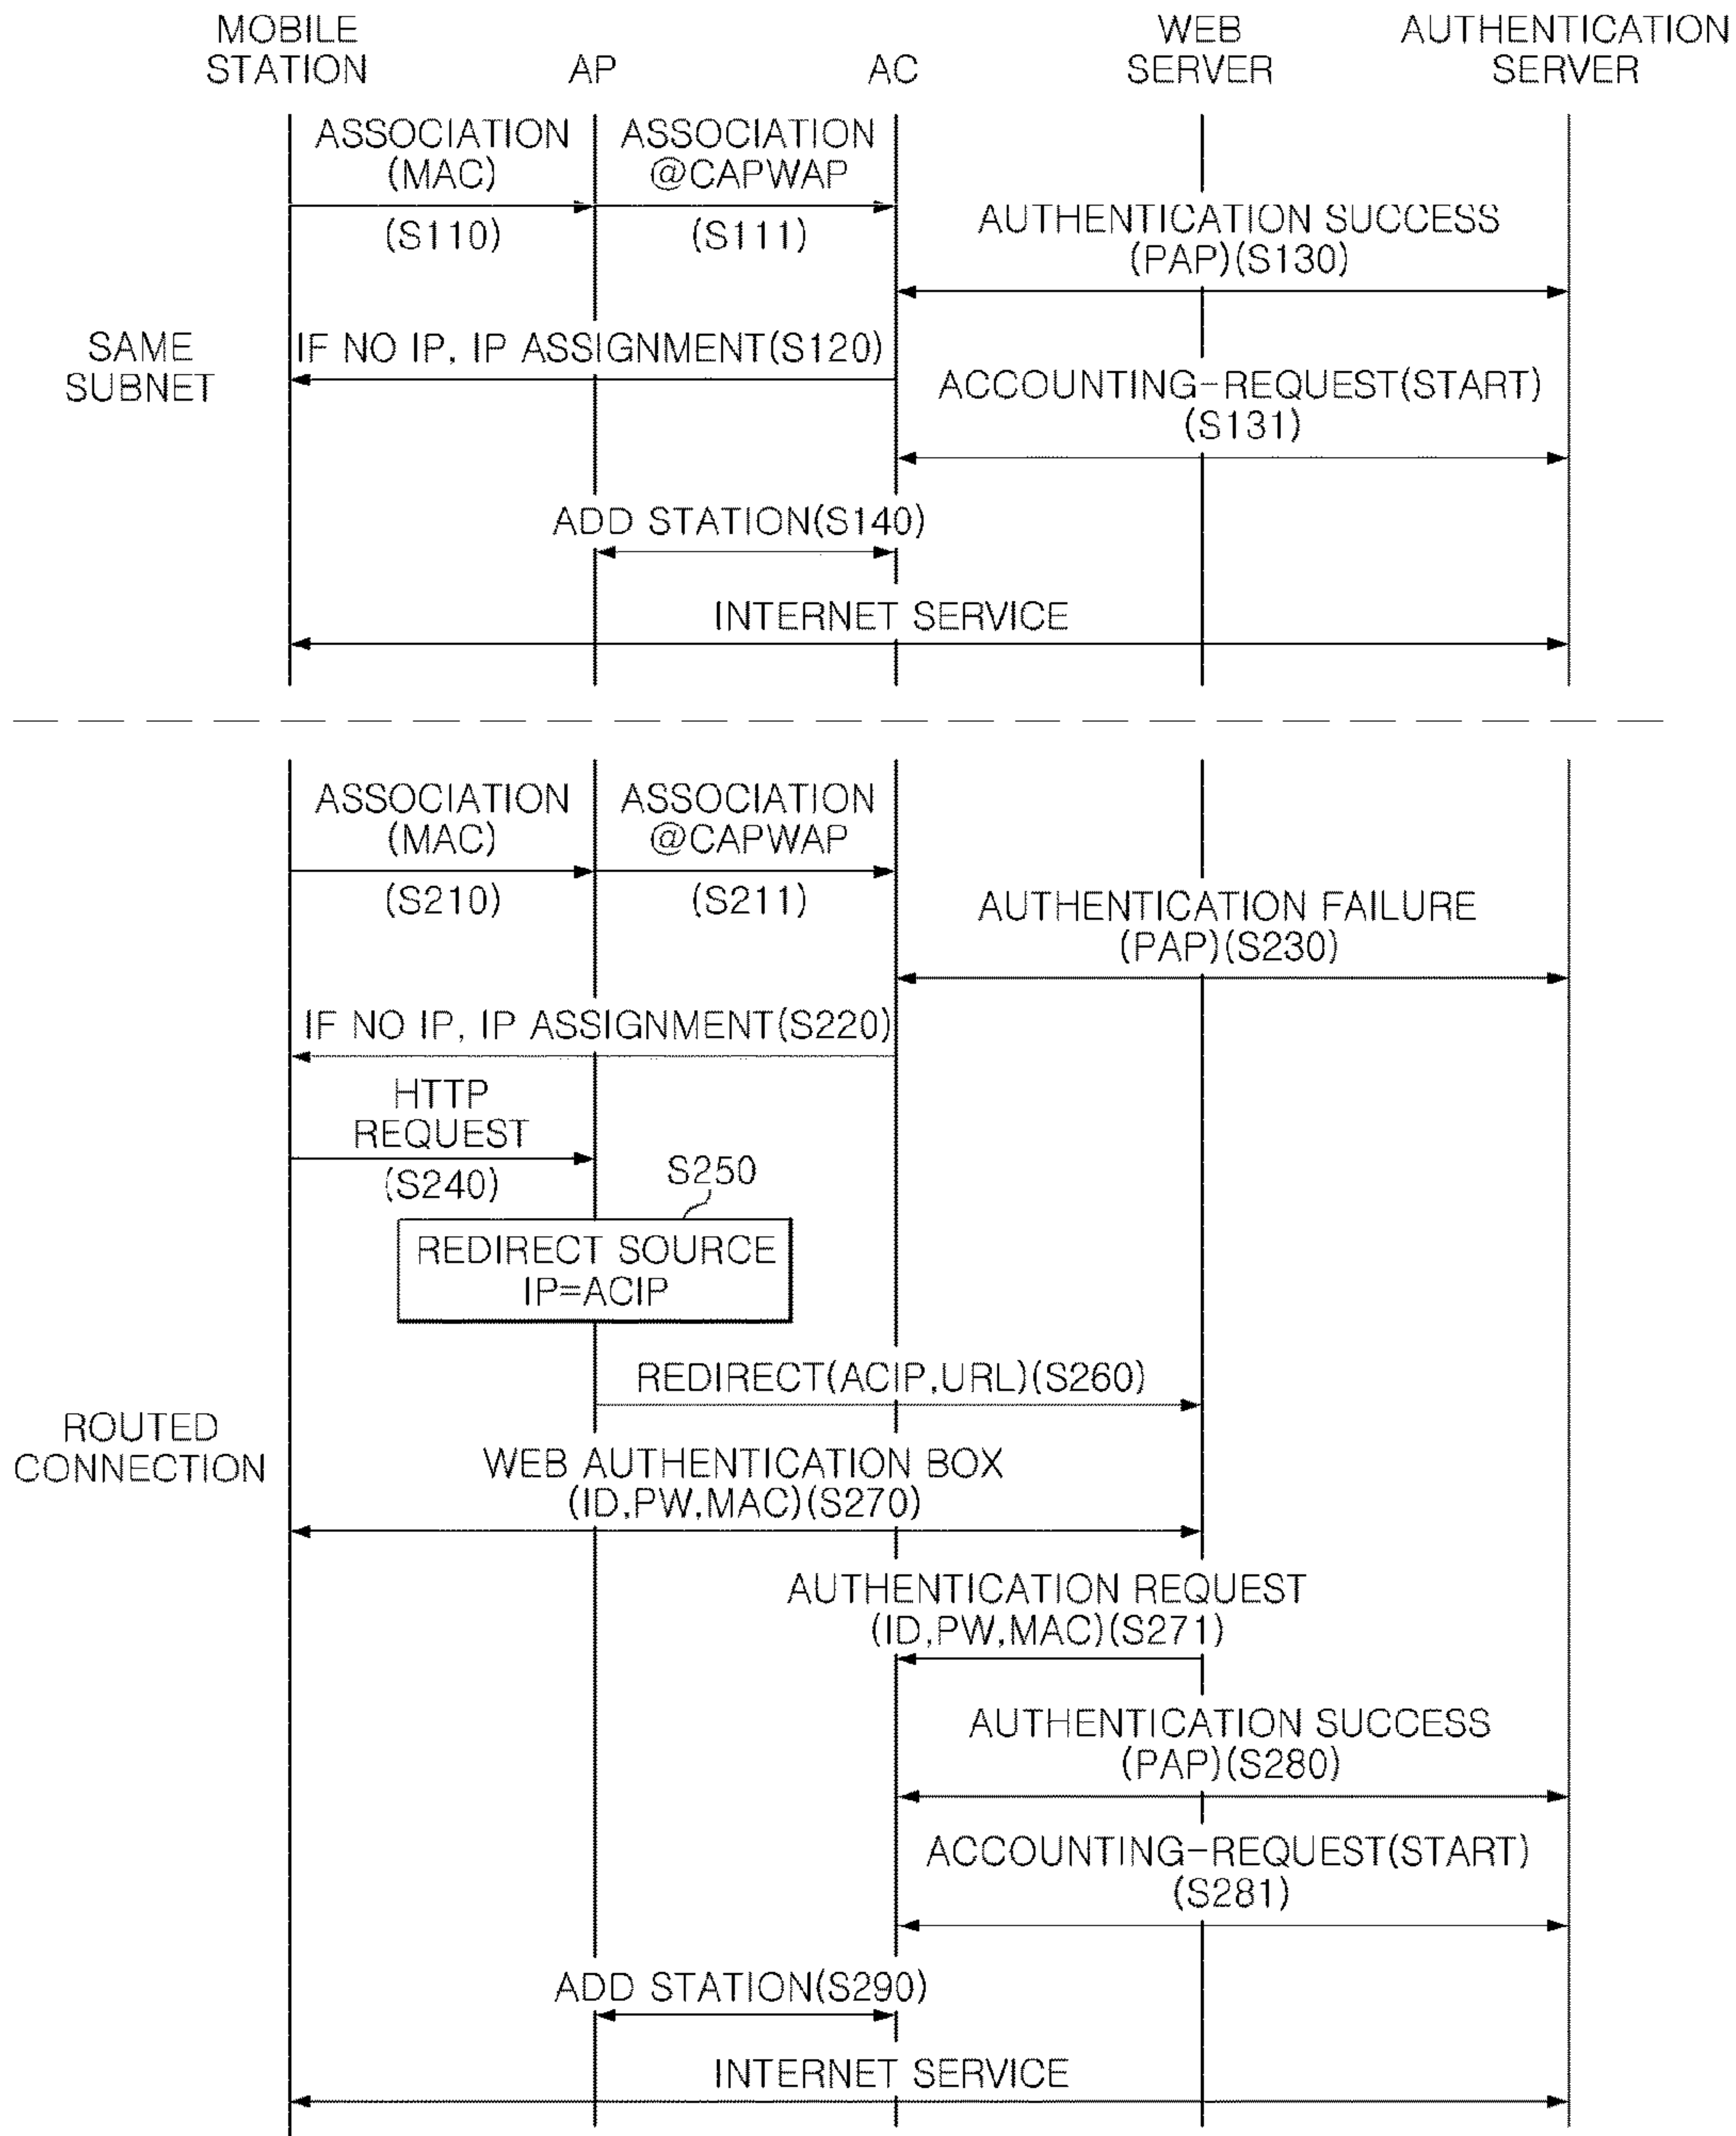 MOBILE
STATION
AP
AC
WEB
SERVER
AUTHENTICATION
SERVER
ASSOCIATION
(MAC)
(S110)
ASSOCIATION
@CAPWAP
(S111)
AUTHENTICATION SUCCESS
(PAP)(S130)
SAME
SUBNET
IF NO IP, IP ASSIGNMENT(S120)
ACCOUNTING-REQUEST(START)
(S131)
ADD STATION(S140)
INTERNET SERVICE
ASSOCIATION
(MAC)
(S210)
ASSOCIATION
@CAPWAP
(S211)
AUTHENTICATION FAILURE
(PAP)(S230)
IF NO IP, IP ASSIGNMENT(S220)
HTTP
REQUEST
(S240)
S250
REDIRECT SOURCE
IP=ACIP
REDIRECT(ACIP,URL)(S260)
ROUTED
CONNECTION
WEB AUTHENTICATION BOX
(ID,PW,MAC)(S270)
AUTHENTICATION REQUEST
(ID,PW,MAC)(S271)
AUTHENTICATION SUCCESS
(PAP)(S280)
ACCOUNTING-REQUEST(START)
(S281)
ADD STATION(S290)
INTERNET SERVICE